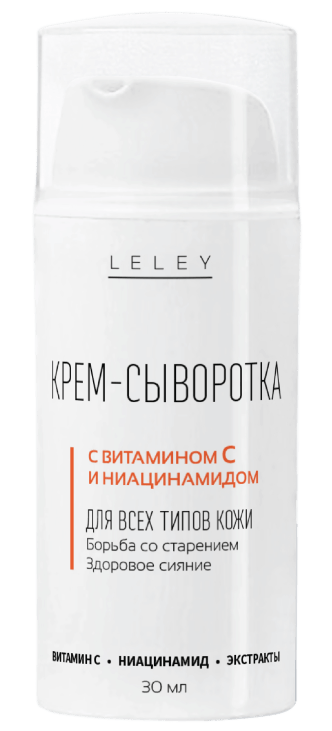 LELEY
КРЕМ-СЫВОРОТКА
С ВИТАМИНОМ С
И НИАЦИНАМИДОМ
ДЛЯ ВСЕХ ТИПОВ КОЖИ
Борьба со старением
Здоровое сияние
ВИТАМИН С • НИАЦИНАМИД • ЭКСТРАКТЫ
30 МЛ